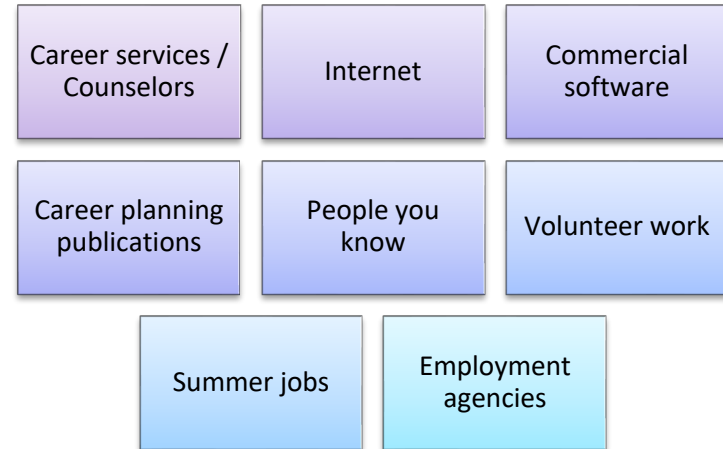 Career services /
Counselors
Internet
Commercial
software
Career planning
publications
People you
know
Volunteer work
Summer jobs
Employment
agencies